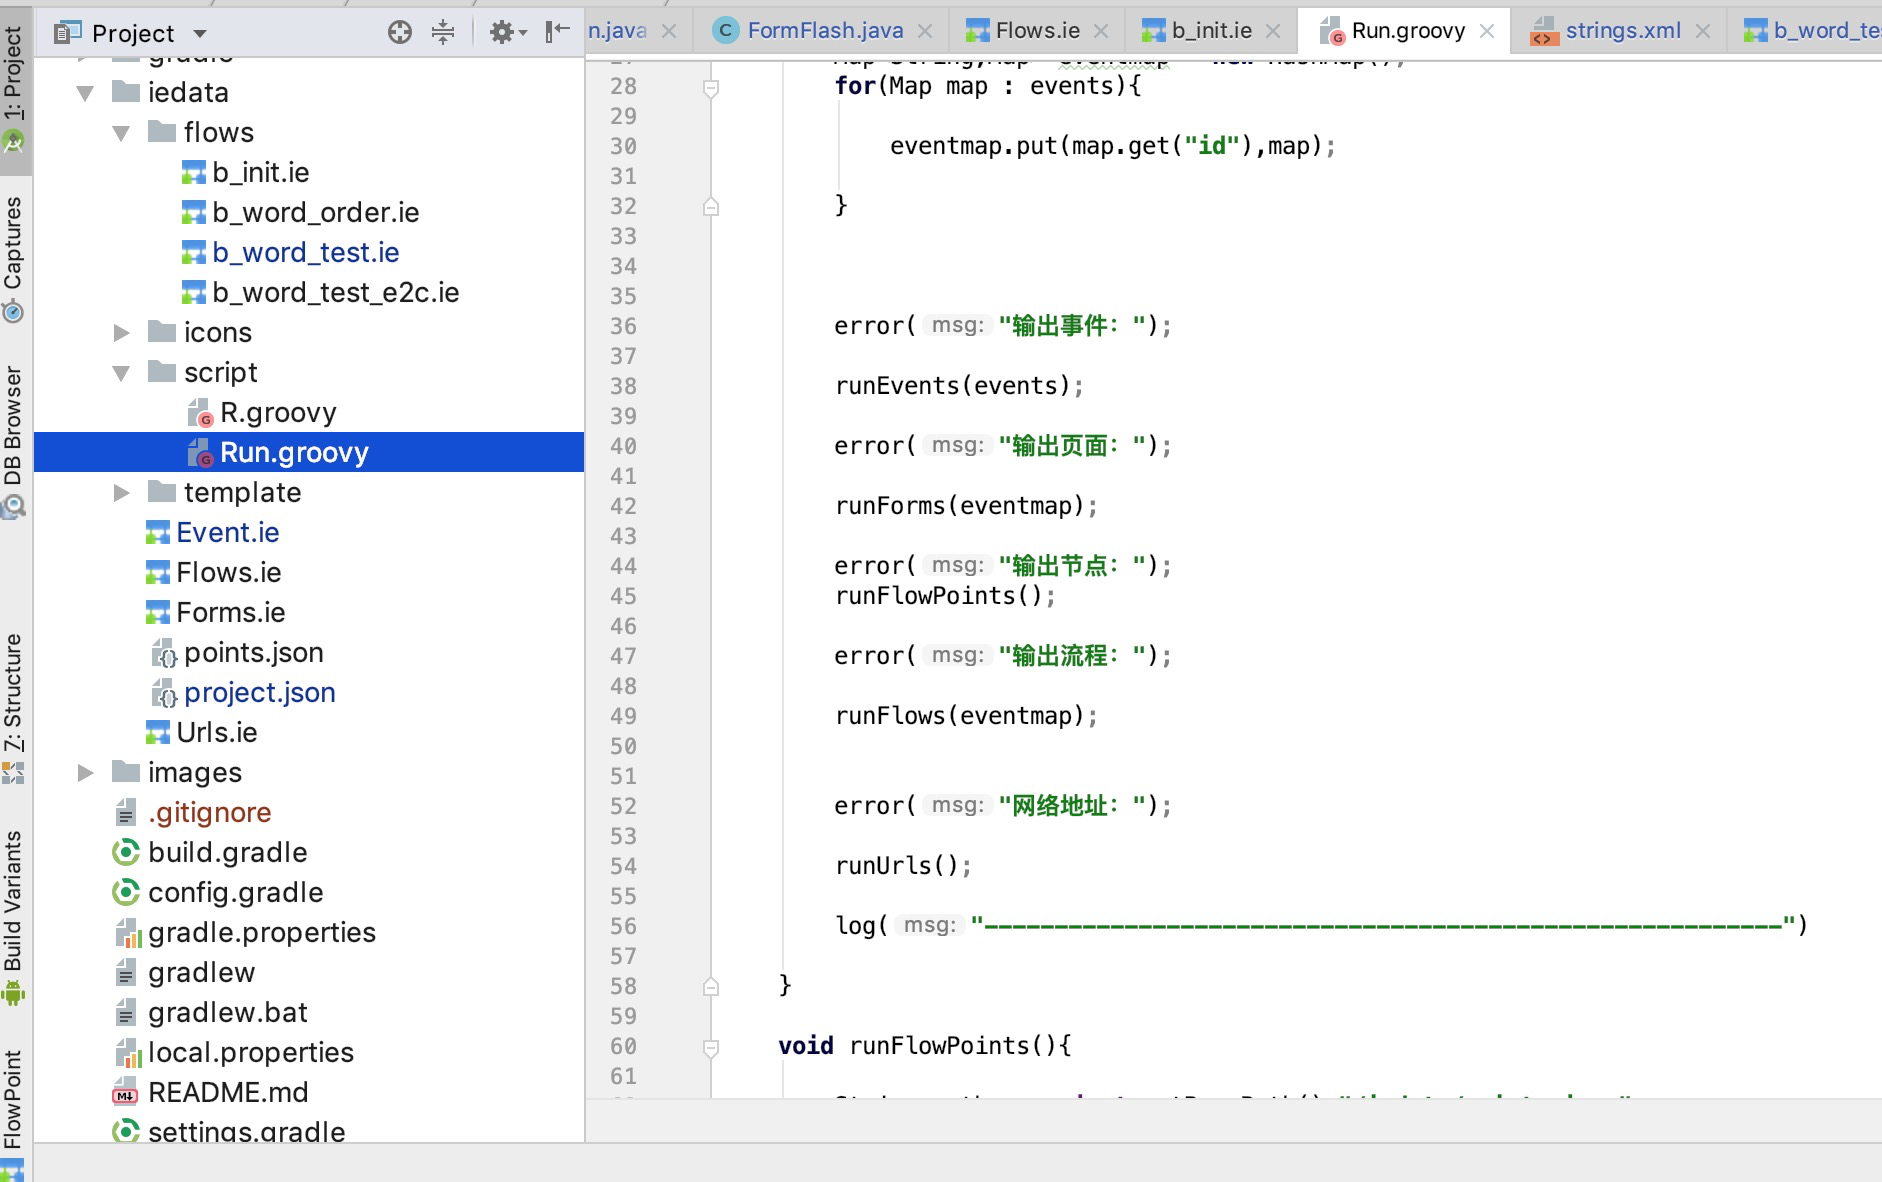 Project
n.java
FormFlash.java
Flows.ie
b_init.ie
Run.groovy
strings.xml
b_word_te
1: Project
Captures
DB Browser
7: Structure
Build Variants
FlowPoint
gradle
iedata
flows
b_init.ie
b_word_order.ie
b_word_test.ie
b_word_test_e2c.ie
icons
script
R.groovy
Run.groovy
template
Event.ie
Flows.ie
Forms.ie
points.json
project.json
Urls.ie
images
.gitignore
build.gradle
config.gradle
gradle.properties
gradlew
gradlew.bat
local.properties
README.md
settings.gradle
28 for(Map map : events){
29
30 eventmap.put(map.get("id"),map);
31
32 }
33
34
35
36 error( msg: "输出事件：");
37
38 runEvents(events);
39
40 error( msg: "输出页面：");
41
42 runForms(eventmap);
43
44 error( msg: "输出节点：");
45 runFlowPoints();
46
47 error( msg: "输出流程：");
48
49 runFlows(eventmap);
50
51
52 error( msg: "网络地址：");
53
54 runUrls();
55
56 log( msg: "—————————————————————————————————————————————————————————")
57
58 }
59
60 void runFlowPoints(){
61